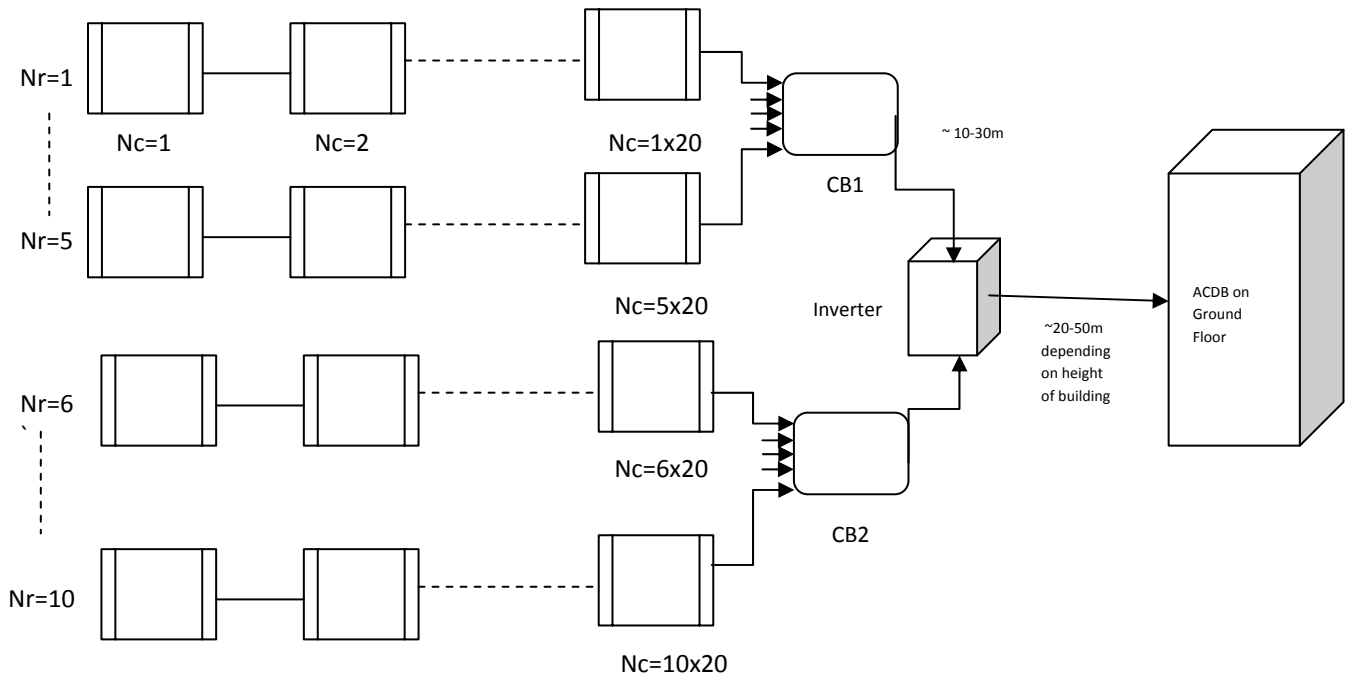 Nr=1
Nc=1
Nc=2
Nc=1x20
CB1
~ 10-30m
Nr=5
Nc=5x20
Inverter
ACDB on
Ground
Floor
~20-50m
depending
on height
of building
Nr=6
`
Nc=6x20
CB2
Nr=10
Nc=10x20